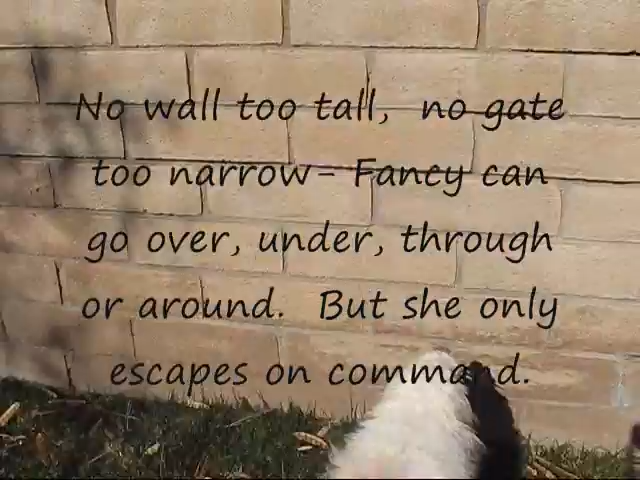 No wall too tall, no gate
too narrow- Fancy can
go over, under, through
or around. But she only
escapes on command.